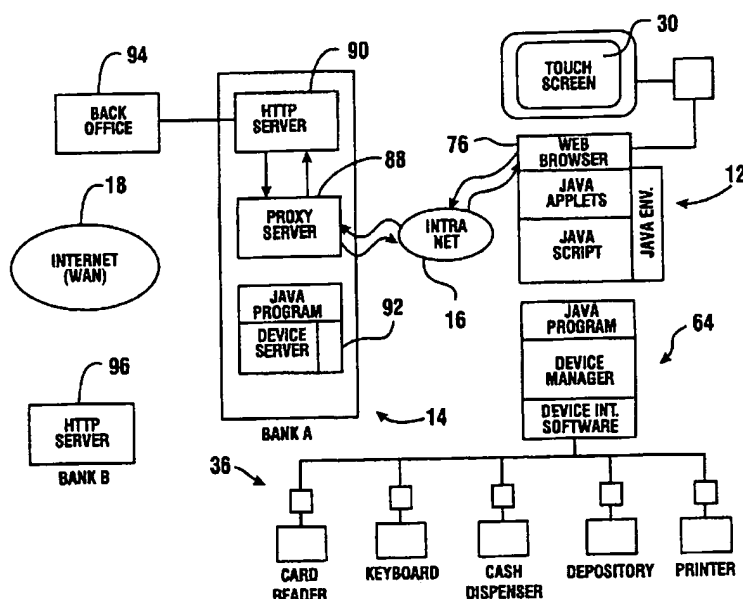 94
BACK
OFFICE
18
INTERNET
(WAN)
96
HTTP
SERVER
BANK B
90
HTTP
SERVER
88
PROXY
SERVER
JAVA
PROGRAM
DEVICE
SERVER
92
14
BANK A
INTRA
NET
16
30
TOUCH
SCREEN
76
WEB
BROWSER
JAVA
APPLETS
JAVA
SCRIPT
JAVA ENV.
12
JAVA
PROGRAM
DEVICE
MANAGER
DEVICE INT.
SOFTWARE
64
36
CARD
READER
KEYBOARD
CASH
DISPENSER
DEPOSITORY
PRINTER